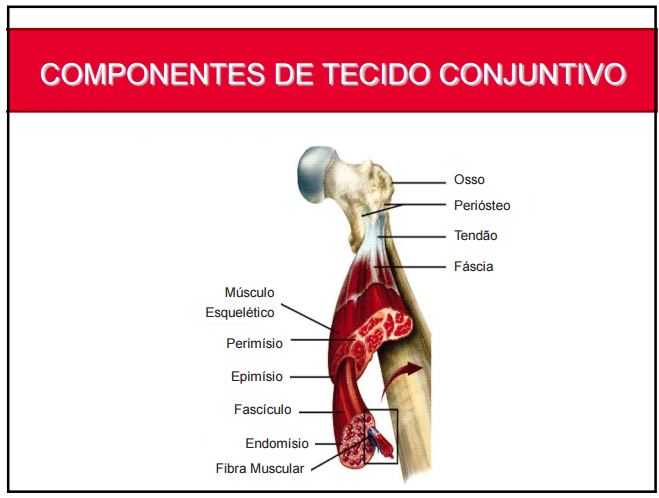 COMPONENTES DE TECIDO CONJUNTIVO
Osso
Periósteo
Tendão
Fáscia
Músculo
Esquelético
Perimísio
Epimísio
Fascículo
Endomísio
Fibra Muscular